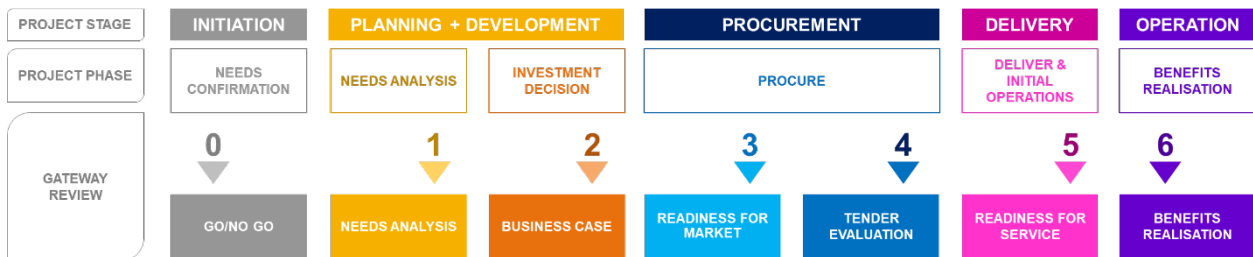 PROJECT STAGE
INITIATION
PLANNING + DEVELOPMENT
PROCUREMENT
DELIVERY
OPERATION
PROJECT PHASE
NEEDS
CONFIRMATION
NEEDS ANALYSIS
INVESTMENT
DECISION
PROCURE
DELIVER &
INITIAL
OPERATIONS
BENEFITS
REALISATION
GATEWAY
REVIEW
0
1
2
3
4
5
6
GO/NO GO
NEEDS ANALYSIS
BUSINESS CASE
READINESS FOR
MARKET
TENDER
EVALUATION
READINESS FOR
SERVICE
BENEFITS
REALISATION